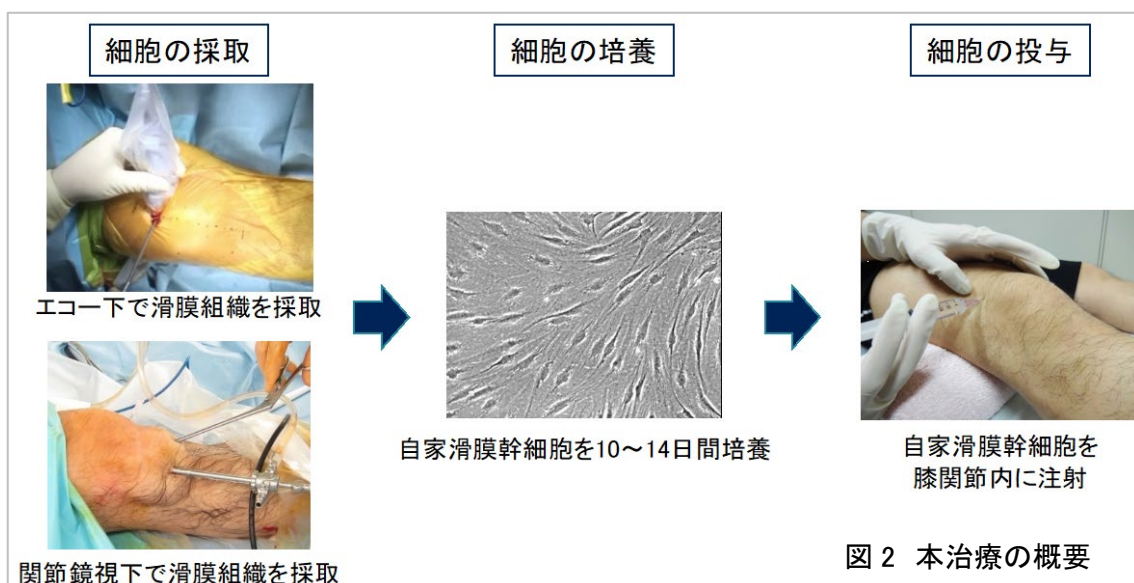 細胞の採取
エコー下で滑膜組織を採取
関節鏡視下で滑膜組織を採取
細胞の培養
自家滑膜幹細胞を10～14日間培養
細胞の投与
自家滑膜幹細胞を
膝関節内に注射
図2 本治療の概要